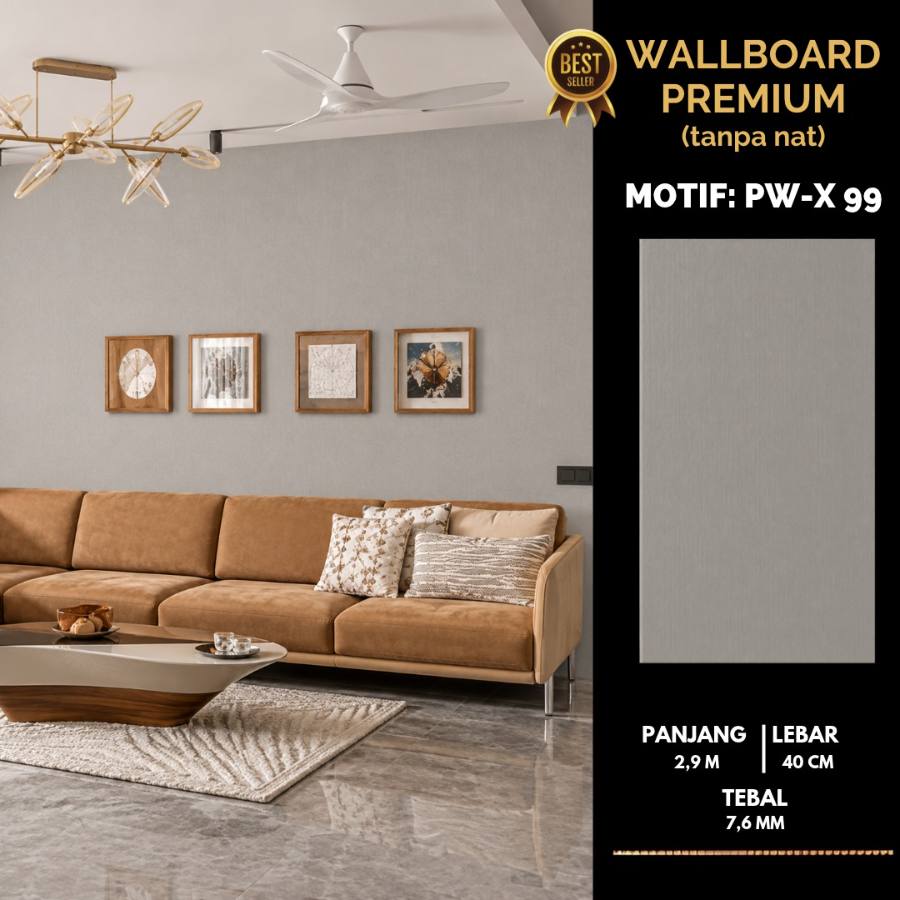 BEST
SELLER
WALLBOARD
PREMIUM
(tanpa nat)
MOTIF: PW-X 99
PANJANG | LEBAR
2,9 M 40 CM
TEBAL
7,6 MM